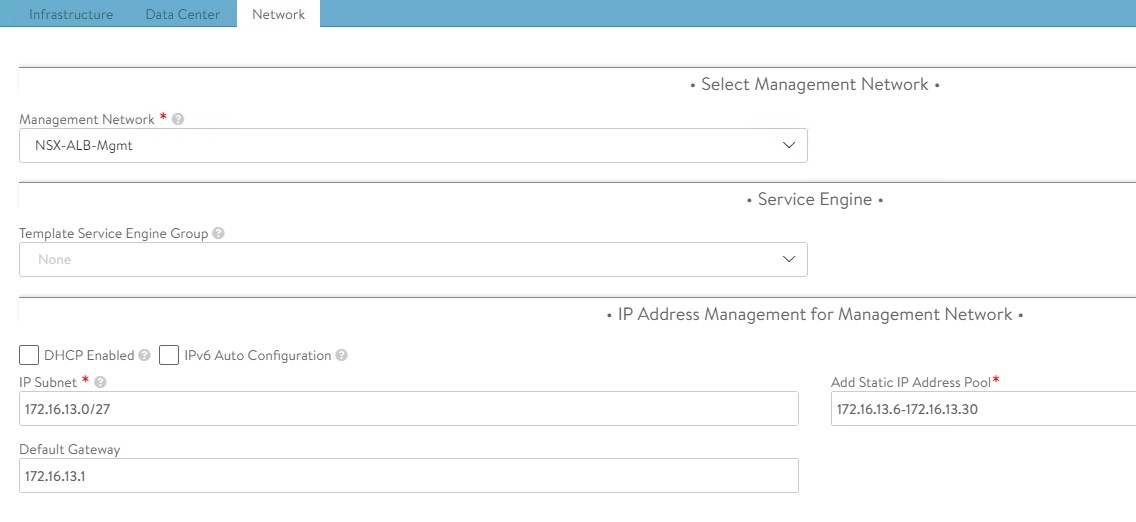 Infrastructure Data Center Network
• Select Management Network •
Management Network * ?
NSX-ALB-Mgmt
• Service Engine •
Template Service Engine Group ?
None
• IP Address Management for Management Network •
DHCP Enabled ? IPv6 Auto Configuration ?
IP Subnet * ? Add Static IP Address Pool*
172.16.13.0/27 172.16.13.6-172.16.13.30
Default Gateway
172.16.13.1